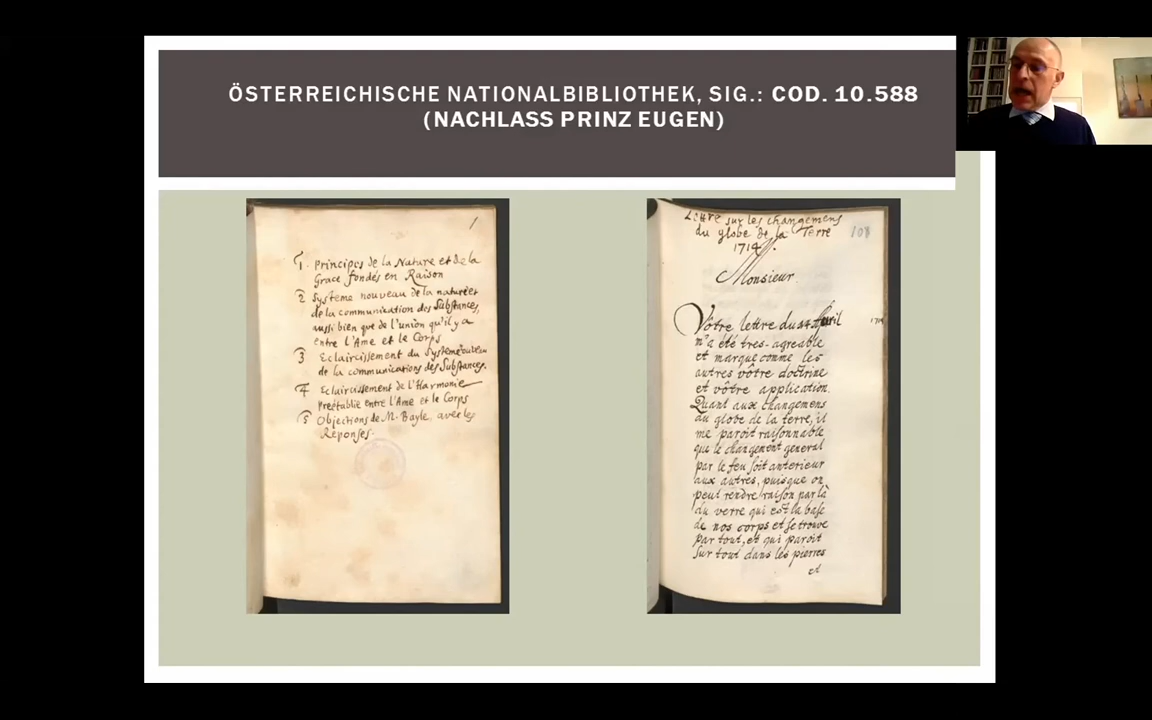 ÖSTERREICHISCHE NATIONALBIBLIOTHEK, SIG.: COD. 10.588
(NACHLASS PRINZ EUGEN)
1
1. Principes de la Nature et de la
Grace fondés en Raison
2 Systeme nouveau de la nature et
de la communication des Substances,
aussi bien que de l'union qu'il y a
entre l'Ame et le Corps
3 Eclaircissement du Systeme nouveau
de la communications des Substances.
4 Eclaircissement de l'Harmonie
Preétablie entre l'Ame et le Corps
5 Objections de M. Bayle, avec les
Réponses.
Lettre sur les changemens
du globe de la Terre
1714.
108
Monsieur.
Vôtre lettre du
m'a été tres-agreable
et marque comme les
autres vôtre doctrine
et vôtre application.
Quant aux changemens
du globe de la terre, il
me paroit raisonnable
que le changement general
par le feu soit anterieur
aux autres, puisque on
peut rendre raison par là
du verre qui est la base
de nos corps et se trouve
par tout, et qui paroit
sur tout dans les pierres
et